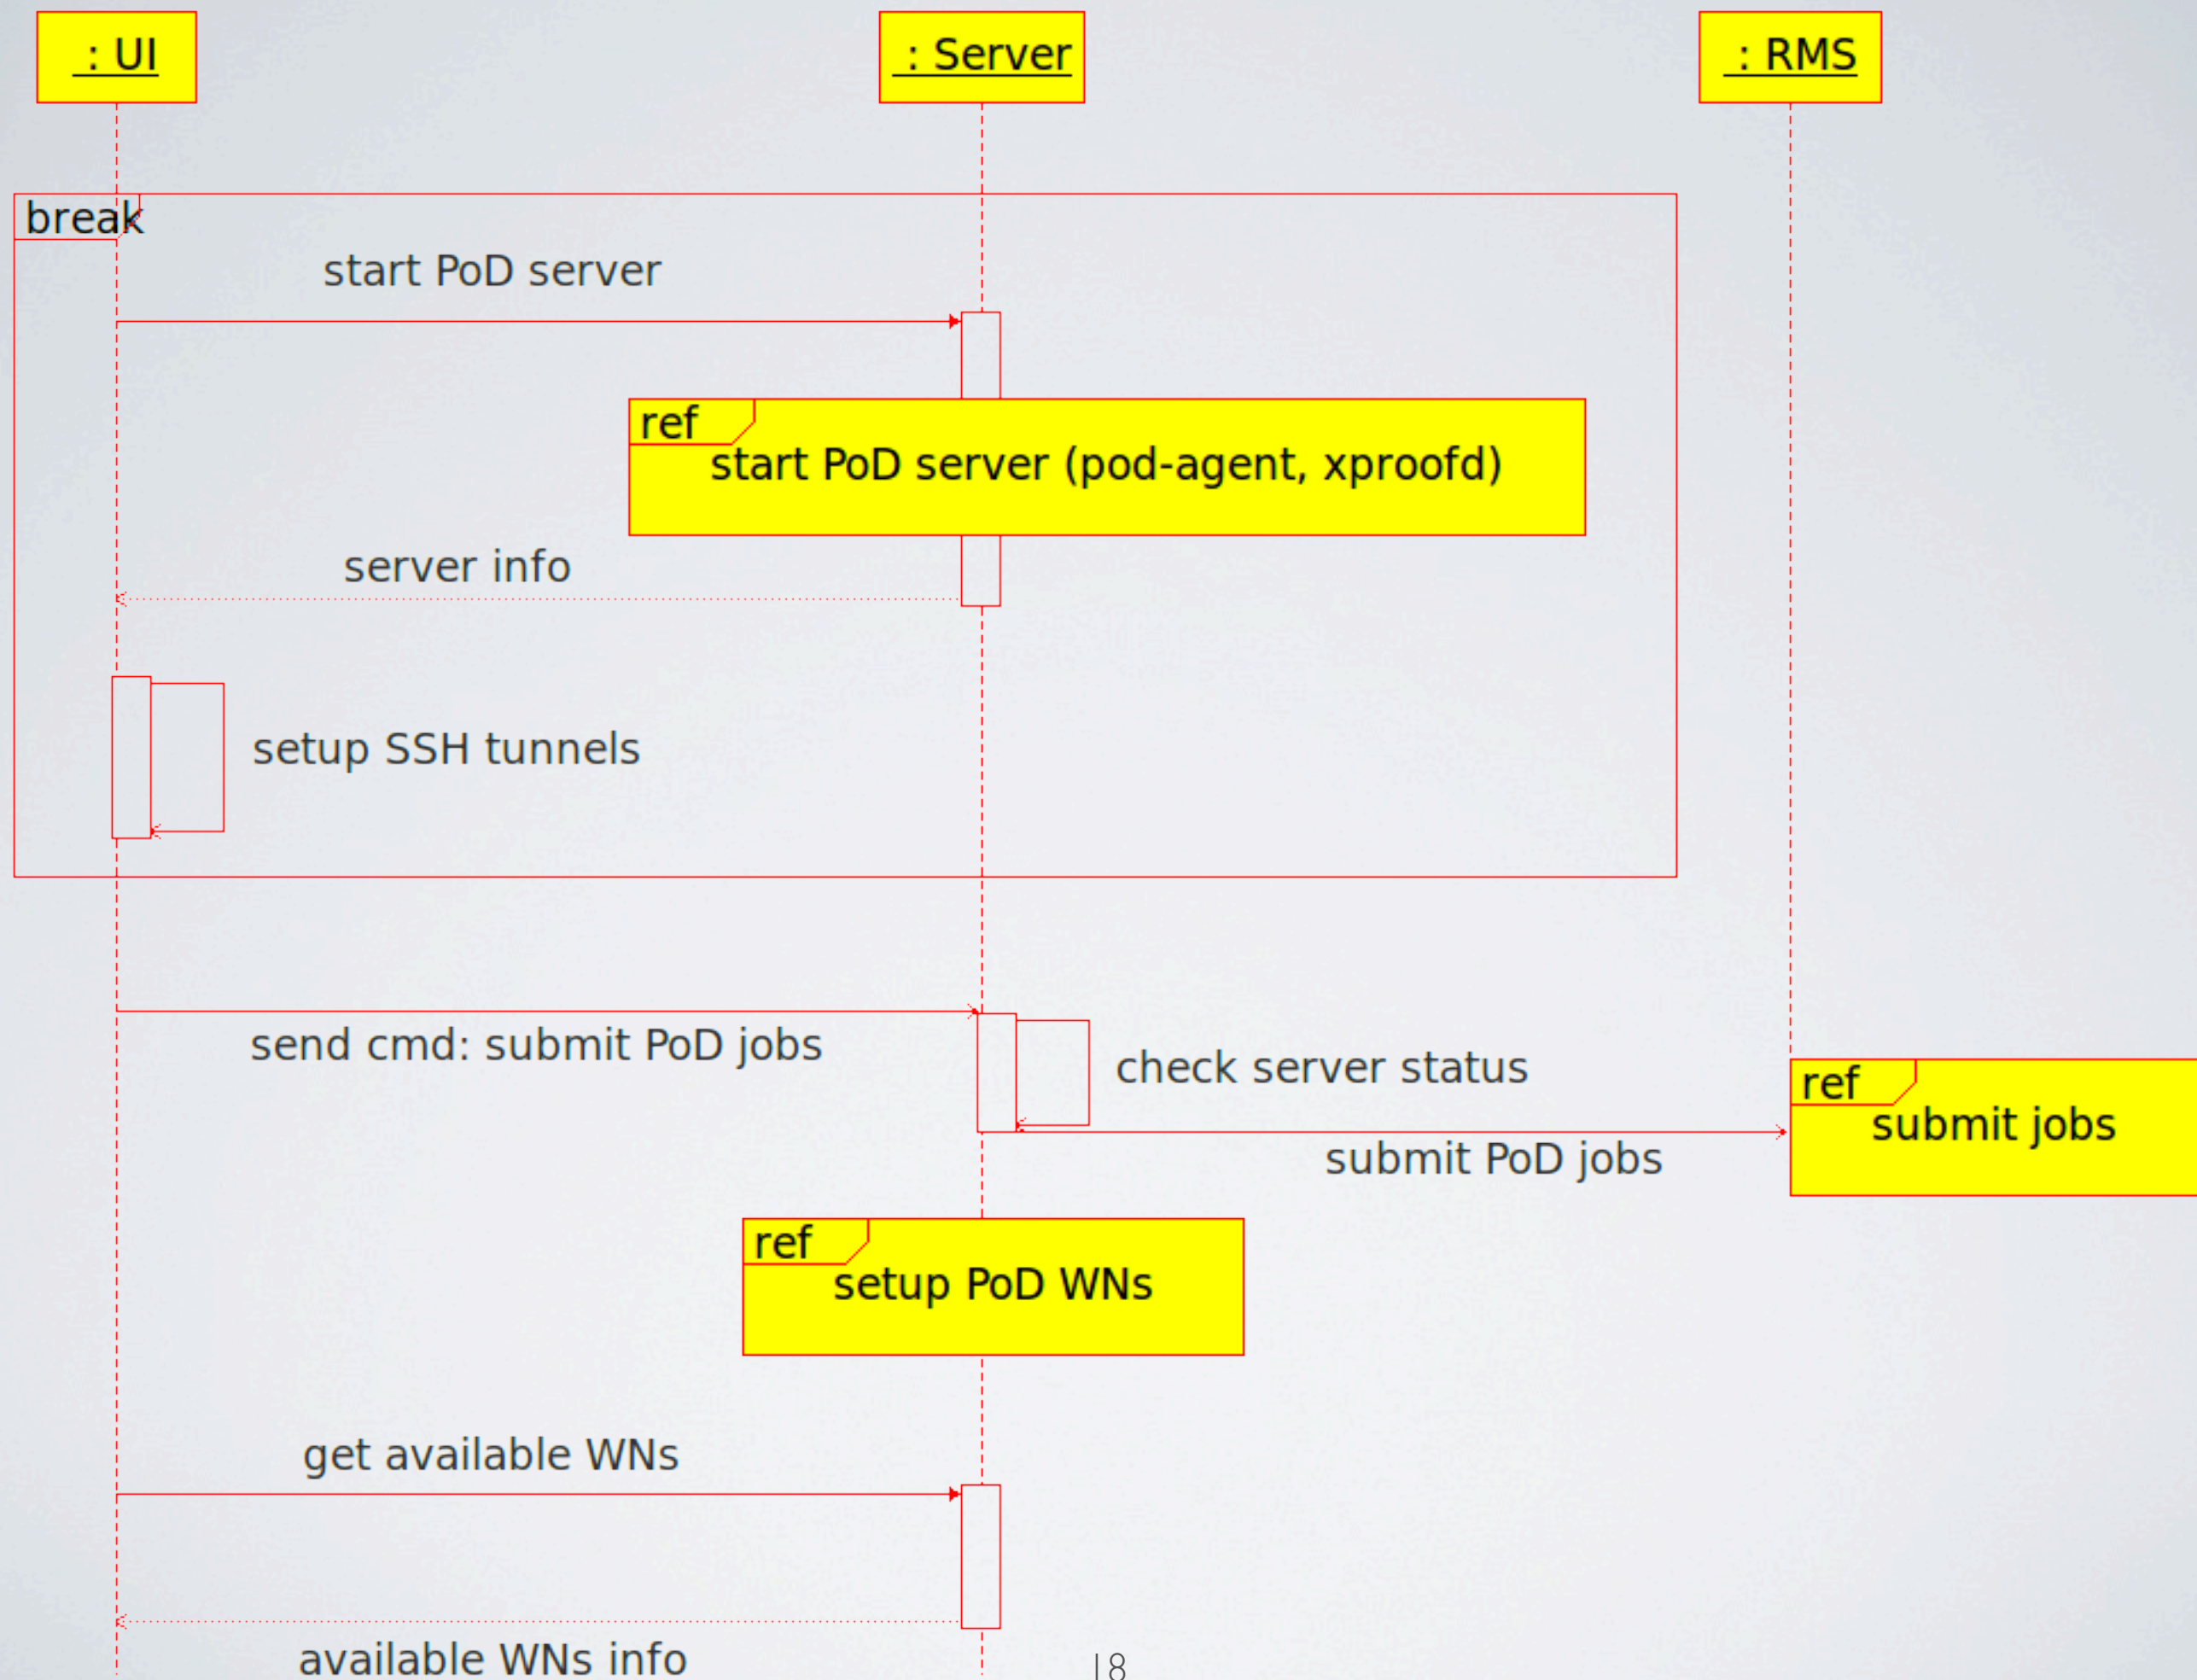 : UI
: Server
: RMS
break
start PoD server
ref
start PoD server (pod-agent, xproofd)
server info
setup SSH tunnels
send cmd: submit PoD jobs
check server status
ref
submit jobs
submit PoD jobs
ref
setup PoD WNs
get available WNs
available WNs info
18